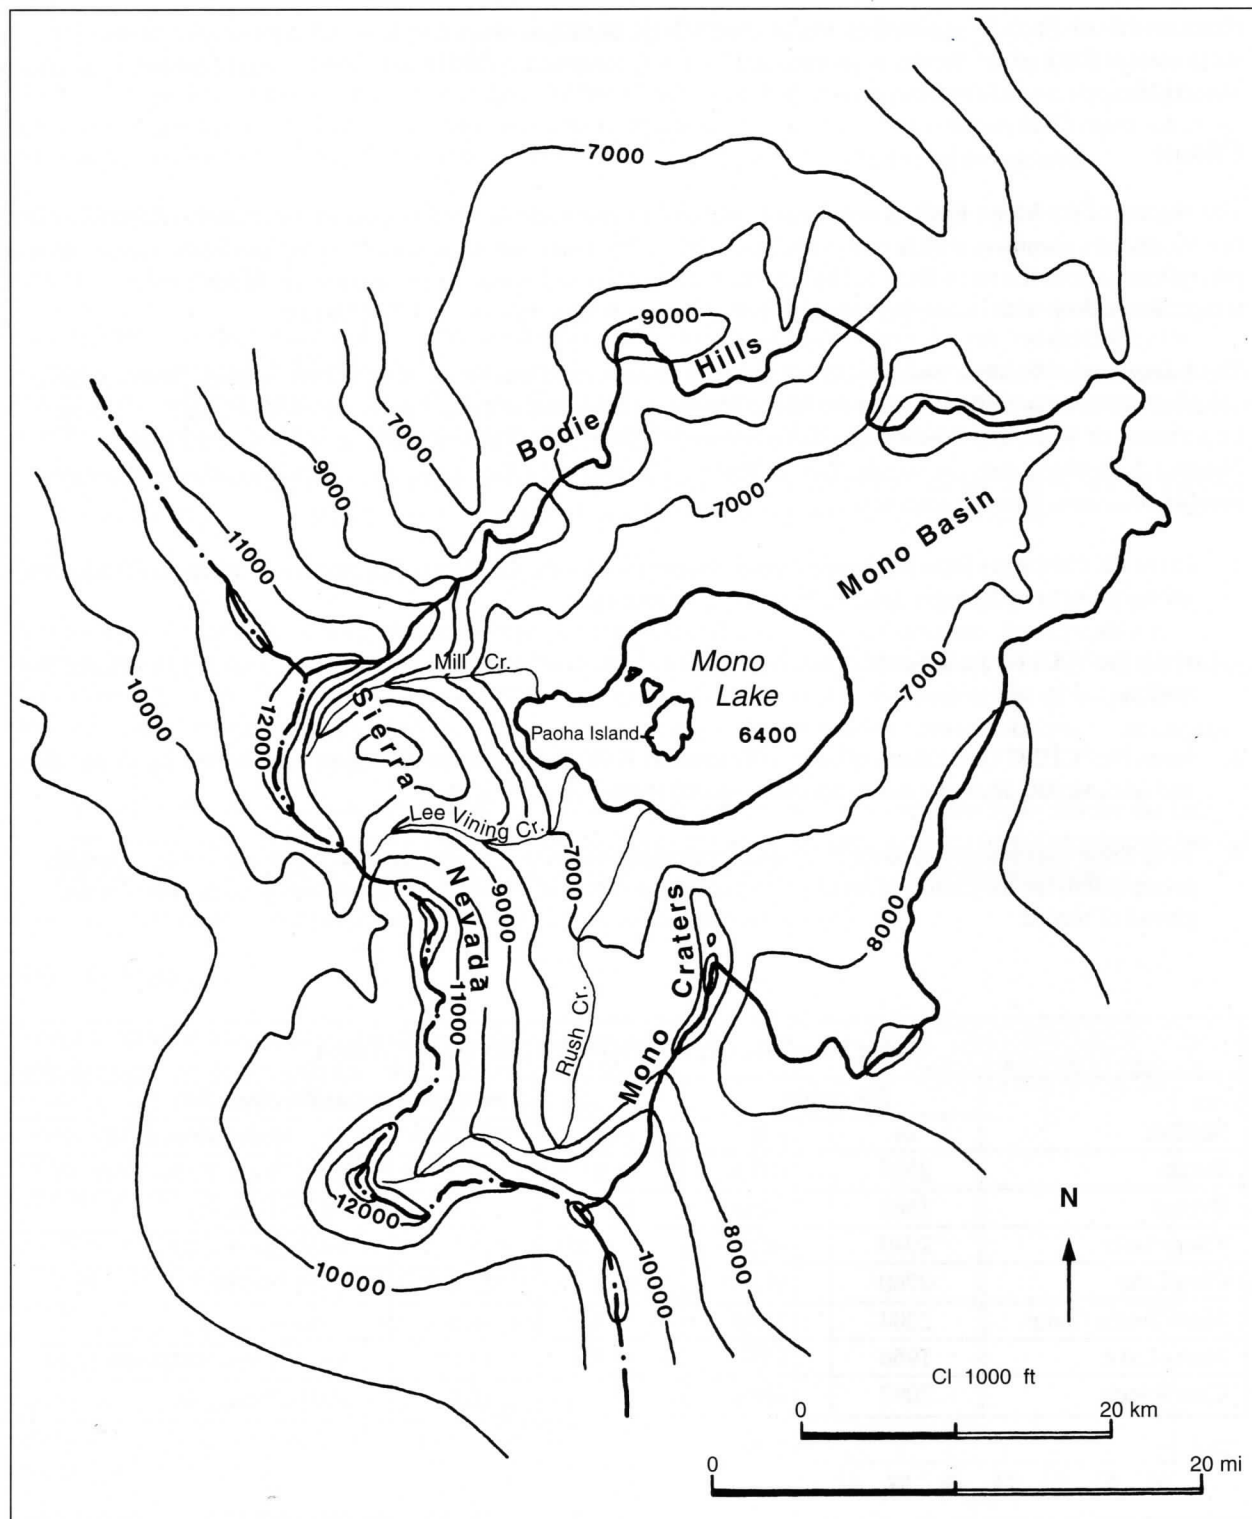 7000
9000
Bodie Hills
7000
9000
7000
11000
Mono Basin
10000
Mill Cr.
Mono
Lake
6400
Paoha Island
7000
12000
Sierra Nevada
Lee Vining Cr.
7000
9000
8000
11000
Rush Cr.
Mono Craters
12000
10000
10000
8000
N
CI 1000 ft
0 20 km
0 20 mi